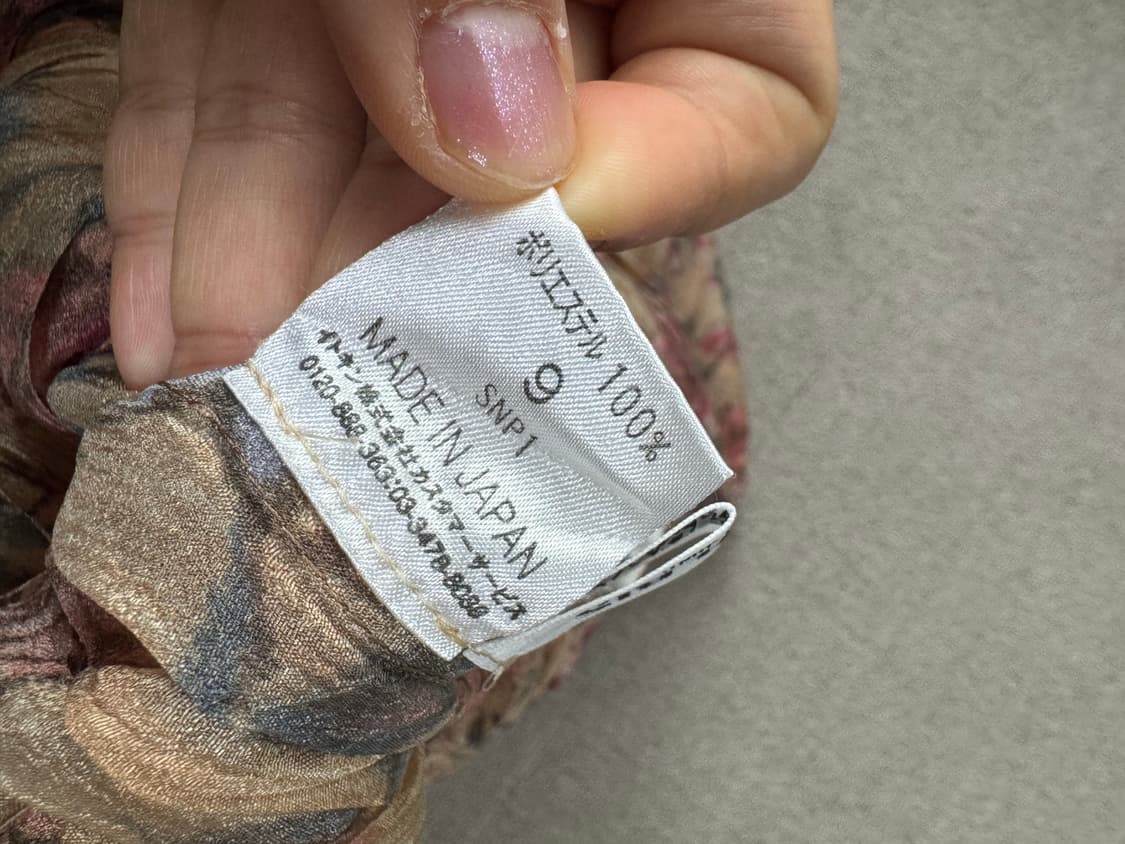 ポリエステル 100%
9
SNP1
MADE IN JAPAN
イトキン株式会社カスタマーサービス
0120-888-363:03-3478-8088